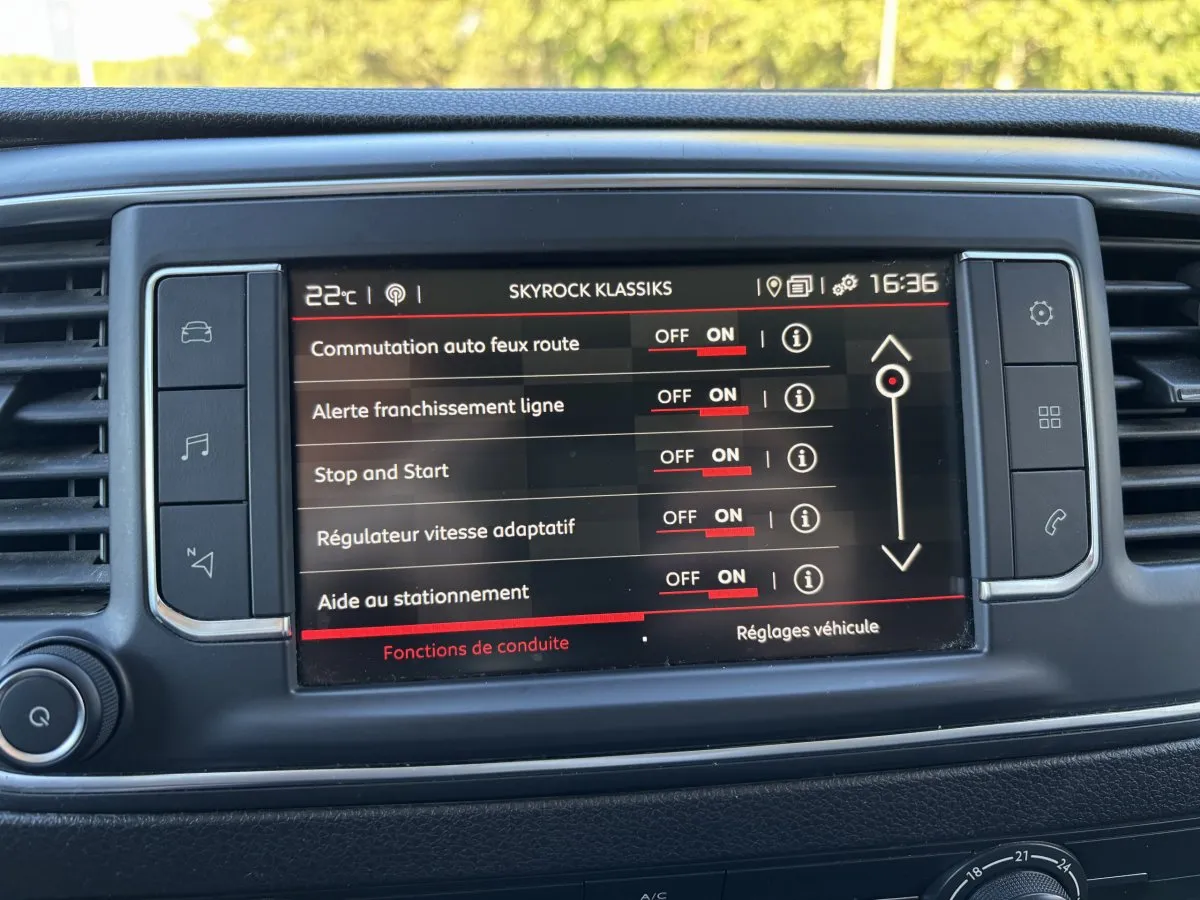 22°C SKYROCK KLASSIKS 16:36
Commutation auto feux route OFF ON i
Alerte franchissement ligne OFF ON i
Stop and Start OFF ON i
Régulateur vitesse adaptatif OFF ON i
Aide au stationnement OFF ON i
Fonctions de conduite Réglages véhicule
N
A/C
18 21 24